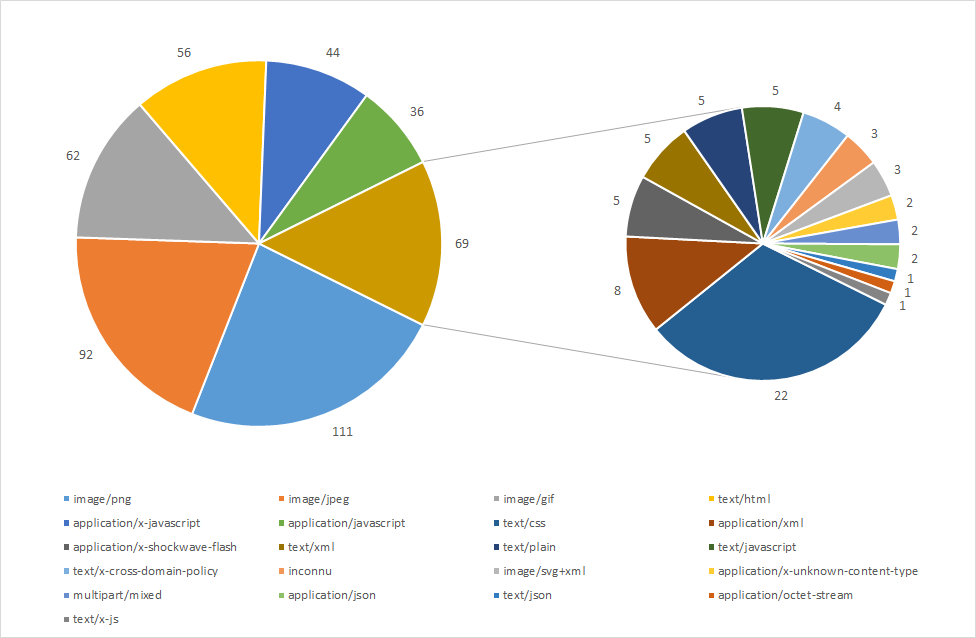 56
44
36
62
69
92
111
5
5
4
3
3
5
2
2
5
2
1
1
1
8
22
image/png
image/jpeg
image/gif
text/html
application/x-javascript
application/javascript
text/css
application/xml
application/x-shockwave-flash
text/xml
text/plain
text/javascript
text/x-cross-domain-policy
inconnu
image/svg+xml
application/x-unknown-content-type
multipart/mixed
application/json
text/json
application/octet-stream
text/x-js